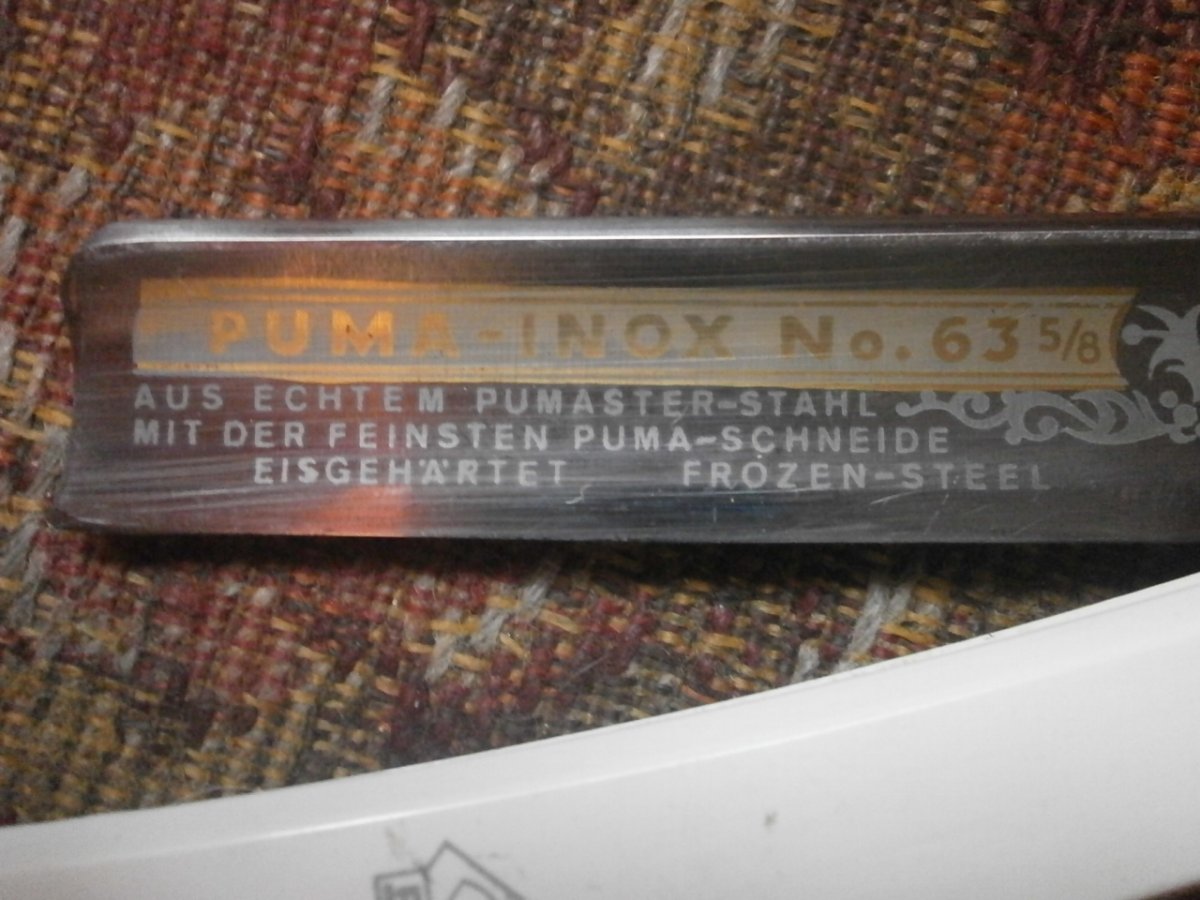 PUMA-INOX No. 63 5/8
AUS ECHTEM PUMASTER-STAHL
MIT DER FEINSTEN PUMA-SCHNEIDE
EISGEHÄRTET FROZEN-STEEL